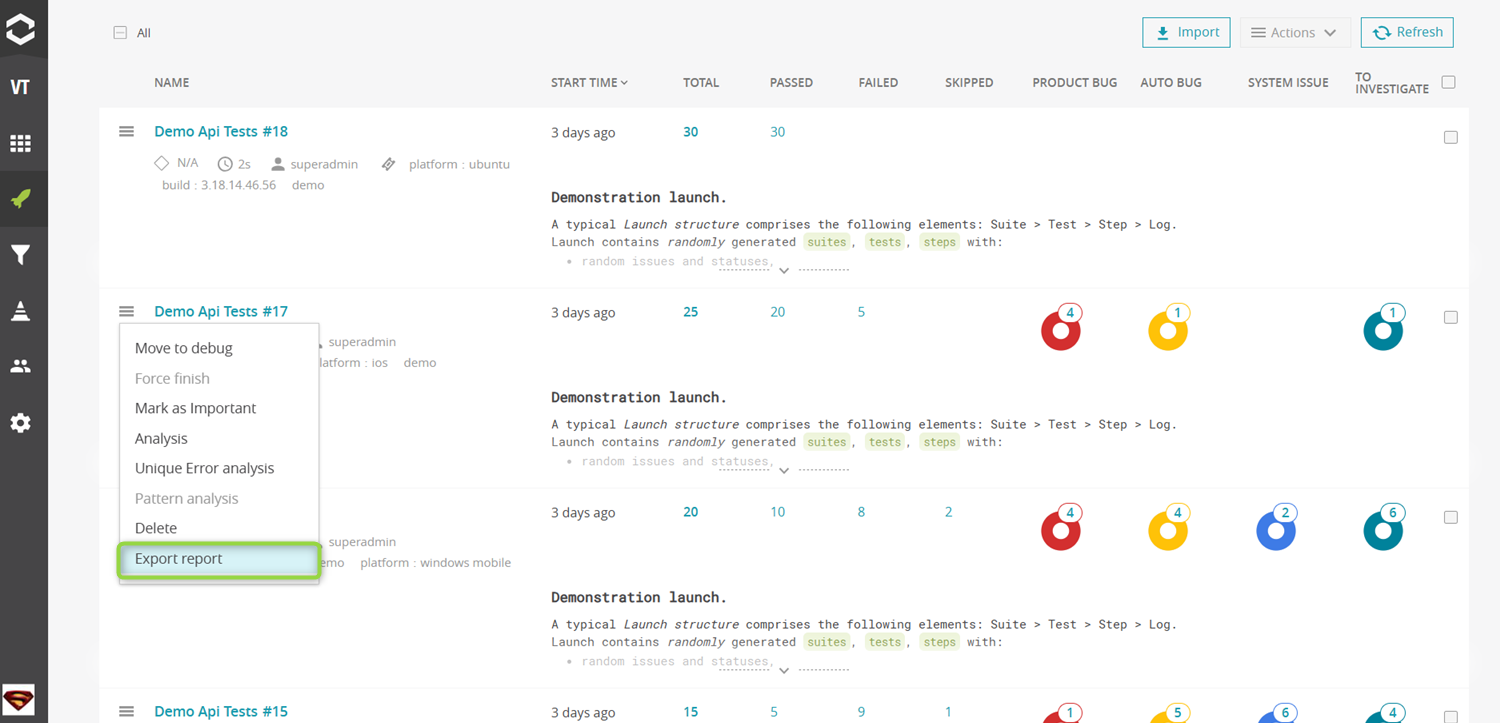 All
Import
Actions
Refresh
VT
NAME
START TIME
TOTAL
PASSED
FAILED
SKIPPED
PRODUCT BUG
AUTO BUG
SYSTEM ISSUE
TO
INVESTIGATE
Demo Api Tests #18
3 days ago
30
30
N/A
2s
superadmin
platform : ubuntu
build : 3.18.14.46.56
demo
Demonstration launch.
A typical Launch structure comprises the following elements: Suite > Test > Step > Log.
Launch contains randomly generated suites, tests, steps with:
• random issues and statuses,
Demo Api Tests #17
3 days ago
25
20
5
4
1
1
superadmin
latform : ios
demo
Demonstration launch.
A typical Launch structure comprises the following elements: Suite > Test > Step > Log.
Launch contains randomly generated suites, tests, steps with:
• random issues and statuses,
Move to debug
Force finish
Mark as Important
Analysis
Unique Error analysis
Pattern analysis
Delete
Export report
3 days ago
20
10
8
2
4
4
2
6
superadmin
emo
platform : windows mobile
Demonstration launch.
A typical Launch structure comprises the following elements: Suite > Test > Step > Log.
Launch contains randomly generated suites, tests, steps with:
• random issues and statuses,
Demo Api Tests #15
3 days ago
15
5
9
1
1
5
6
4